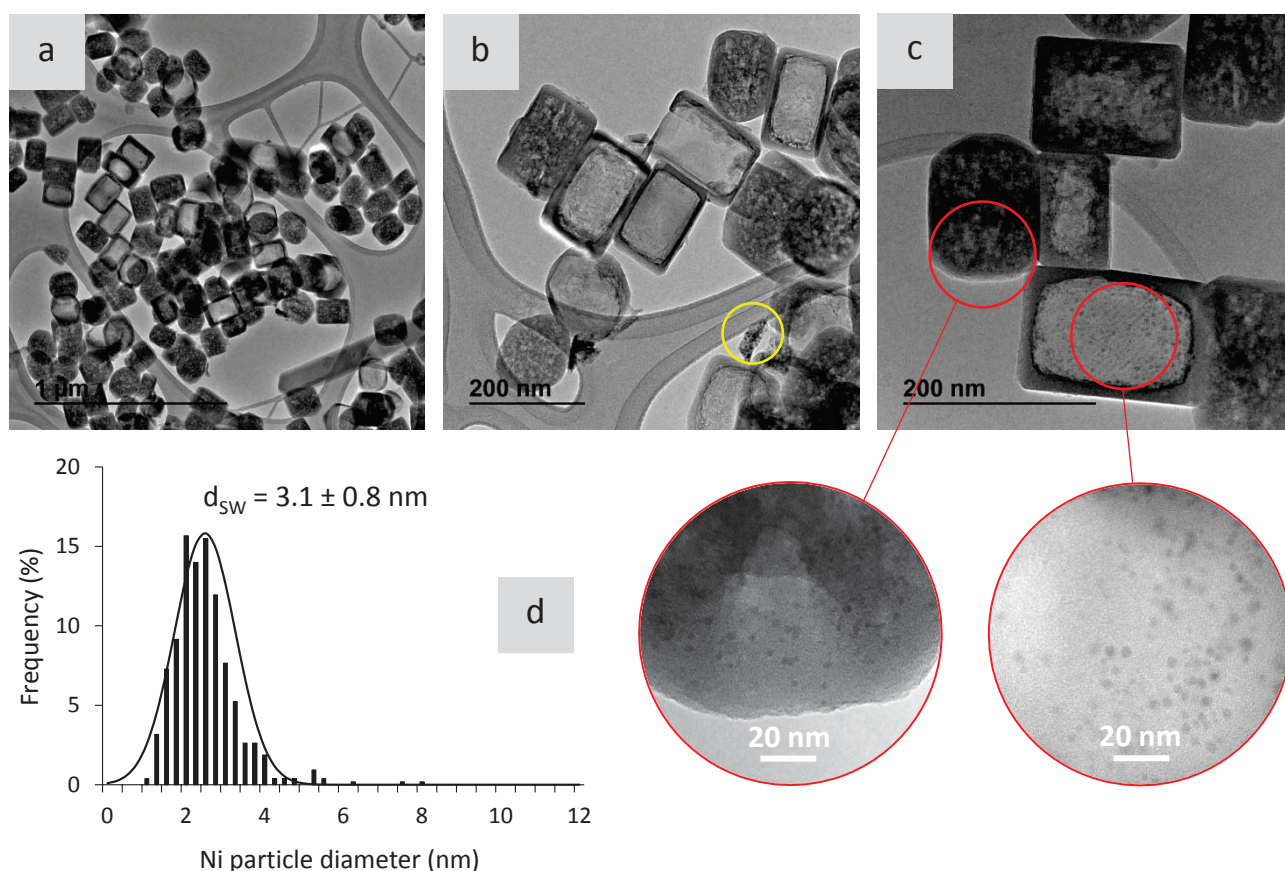 a
b
c
1 µm
200 nm
200 nm
20
d_SW = 3.1 ± 0.8 nm
15
10
5
0
Frequency (%)
d
0 2 4 6 8 10 12
Ni particle diameter (nm)
20 nm
20 nm